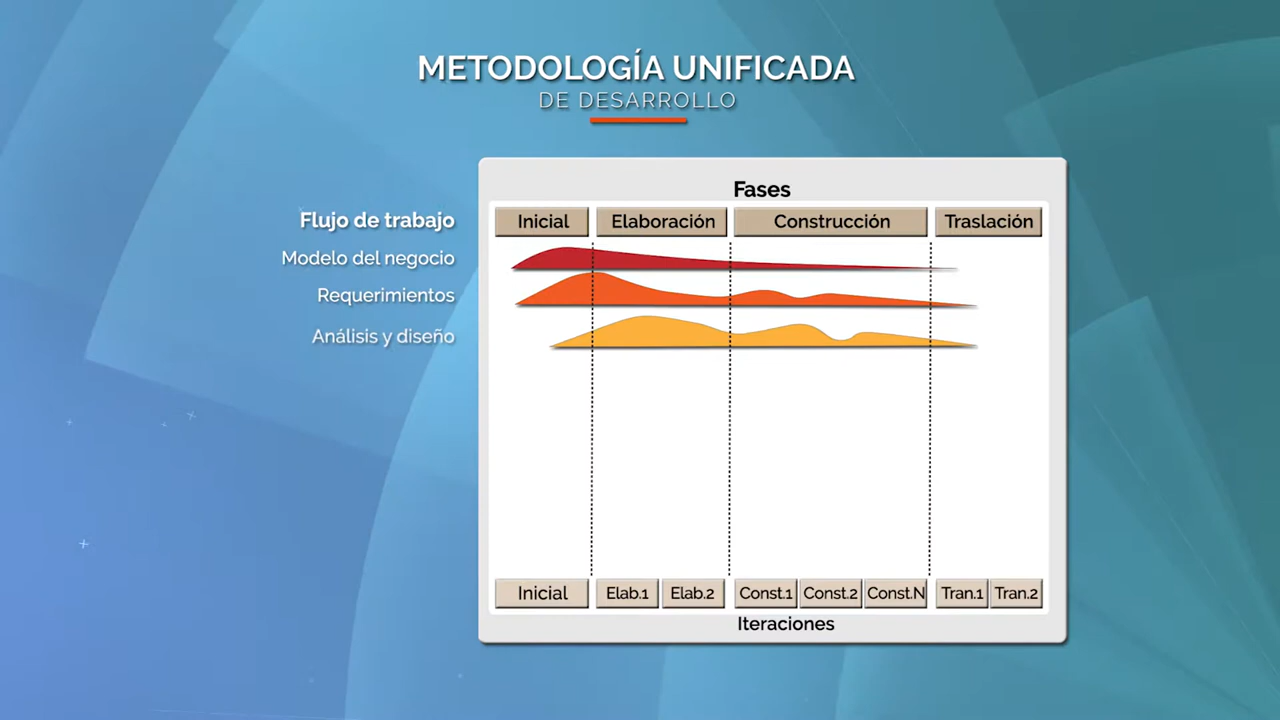 METODOLOGÍA UNIFICADA
DE DESARROLLO
Fases
Flujo de trabajo
Inicial Elaboración Construcción Traslación
Modelo del negocio
Requerimientos
Análisis y diseño
Inicial Elab.1 Elab.2 Const.1 Const.2 Const.N Tran.1 Tran.2
Iteraciones